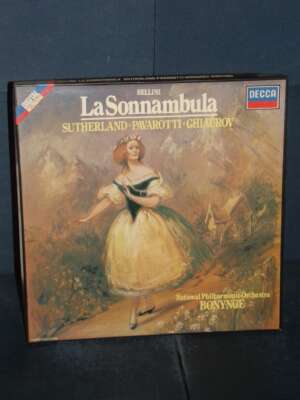 BELLINI
DECCA
La Sonnambula
SUTHERLAND·PAVAROTTI·GHIAUROV
National Philharmonic Orchestra
BONYNGE